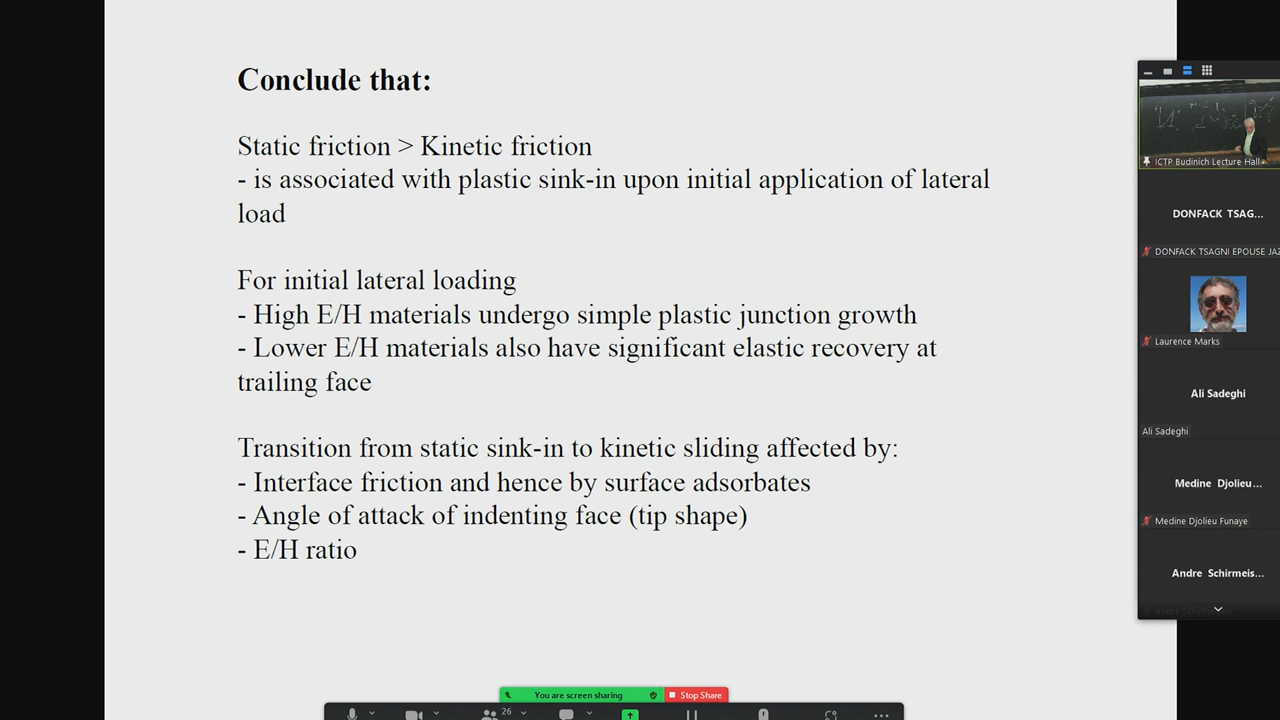 Conclude that:
Static friction > Kinetic friction
- is associated with plastic sink-in upon initial application of lateral
load
For initial lateral loading
- High E/H materials undergo simple plastic junction growth
- Lower E/H materials also have significant elastic recovery at
trailing face
Transition from static sink-in to kinetic sliding affected by:
- Interface friction and hence by surface adsorbates
- Angle of attack of indenting face (tip shape)
- E/H ratio
ICTP Budinich Lecture Hall
DONFACK TSAG...
DONFACK TSAGNI EPOUSE JAZ
Laurence Marks
Ali Sadeghi
Ali Sadeghi
Medine Djolieu...
Medine Djolieu Funaye
Andre Schirmeis...
You are screen sharing
Stop Share
26